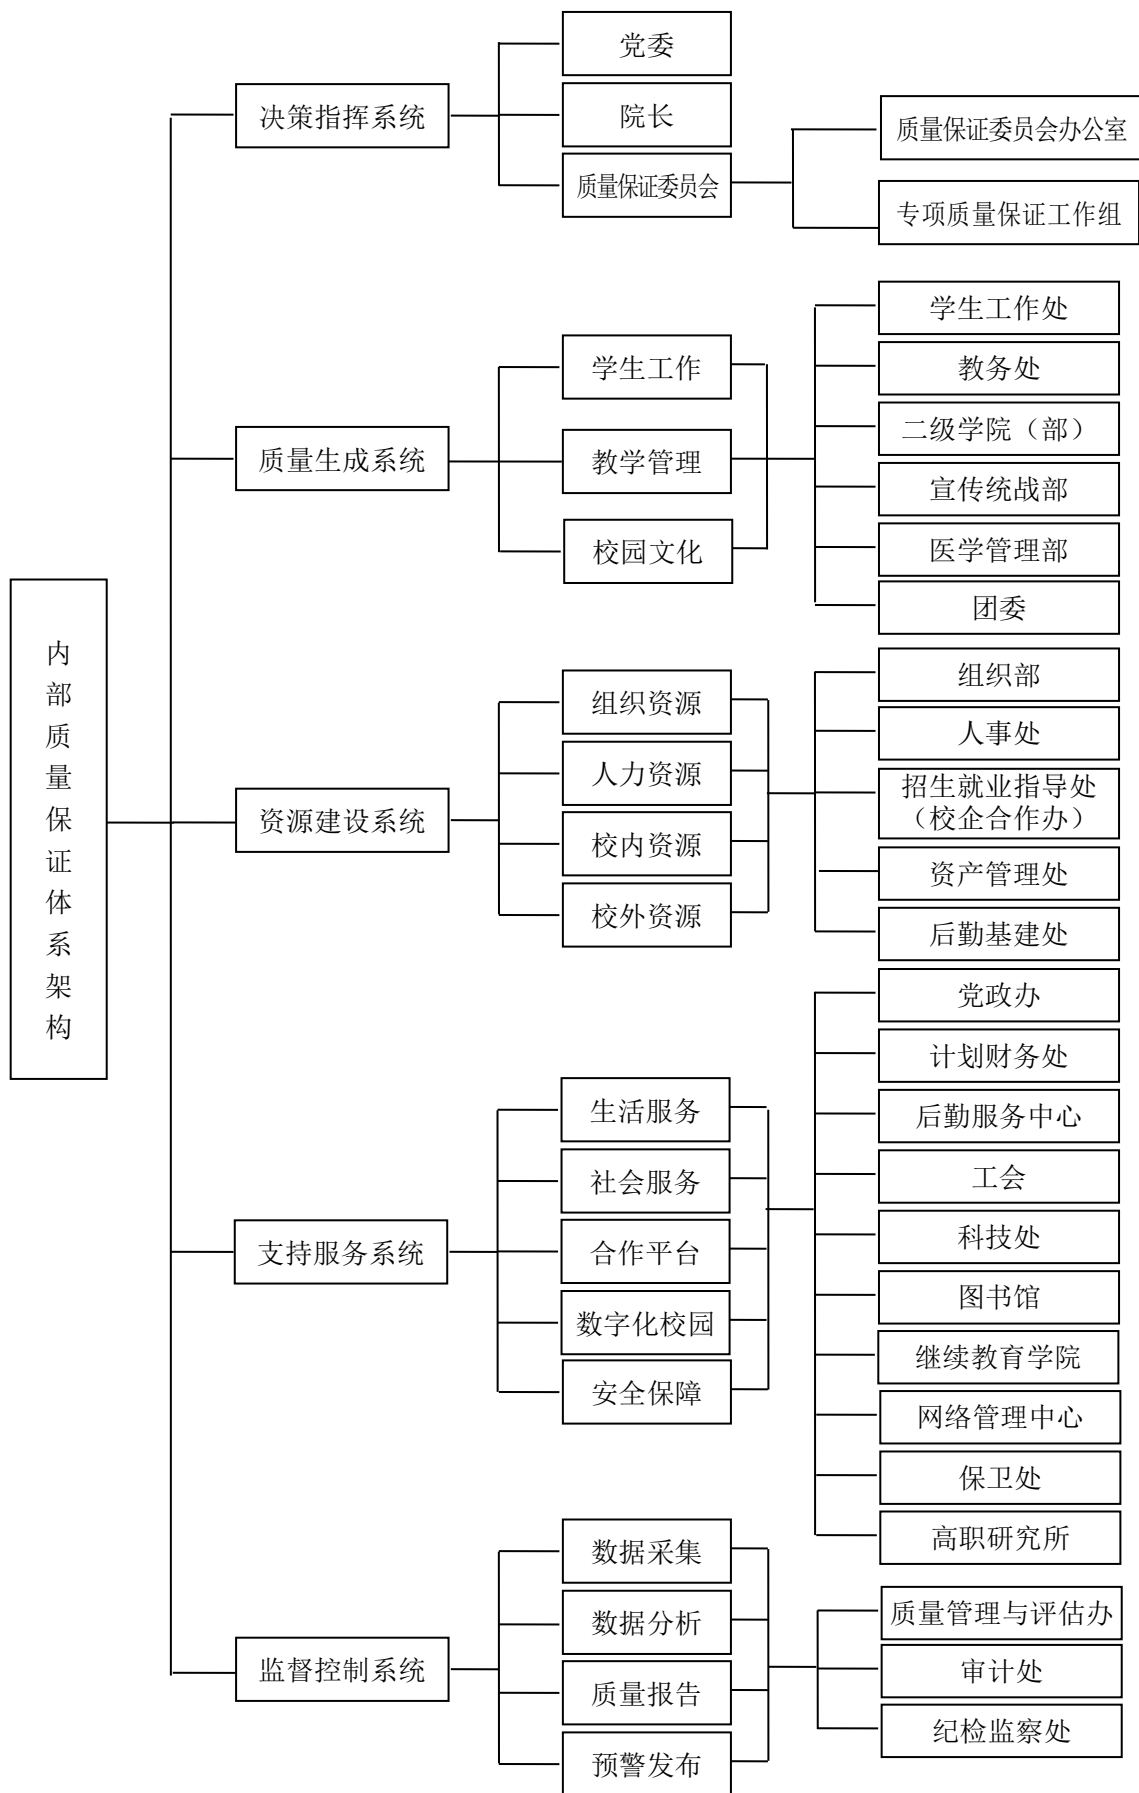 内部质量保证体系架构
决策指挥系统
党委
院长
质量保证委员会
质量保证委员会办公室
专项质量保证工作组
质量生成系统
学生工作
教学管理
校园文化
学生工作处
教务处
二级学院（部）
宣传统战部
医学管理部
团委
资源建设系统
组织资源
人力资源
校内资源
校外资源
组织部
人事处
招生就业指导处
（校企合作办）
资产管理处
后勤基建处
支持服务系统
生活服务
社会服务
合作平台
数字化校园
安全保障
党政办
计划财务处
后勤服务中心
工会
科技处
图书馆
继续教育学院
网络管理中心
保卫处
高职研究所
监督控制系统
数据采集
数据分析
质量报告
预警发布
质量管理与评估办
审计处
纪检监察处